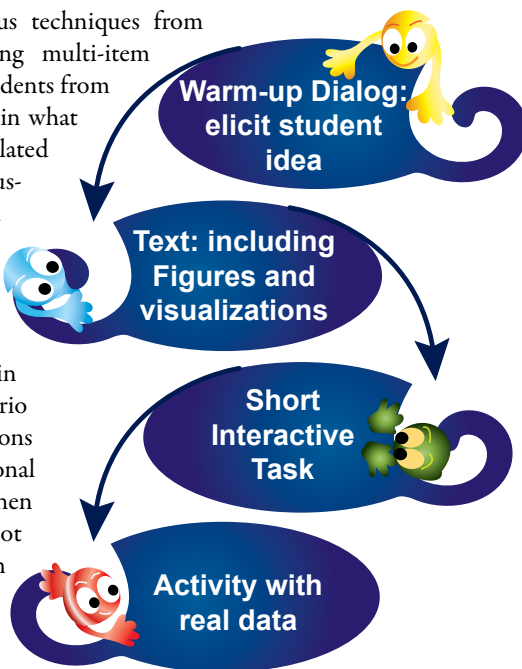 us techniques from
ing multi-item
dents from
in what
lated
us-
in
rio
ons
onal
hen
ot
Warm-up Dialog:
elicit student
idea
Text: including
Figures and
visualizations
Short
Interactive
Task
Activity with
real data